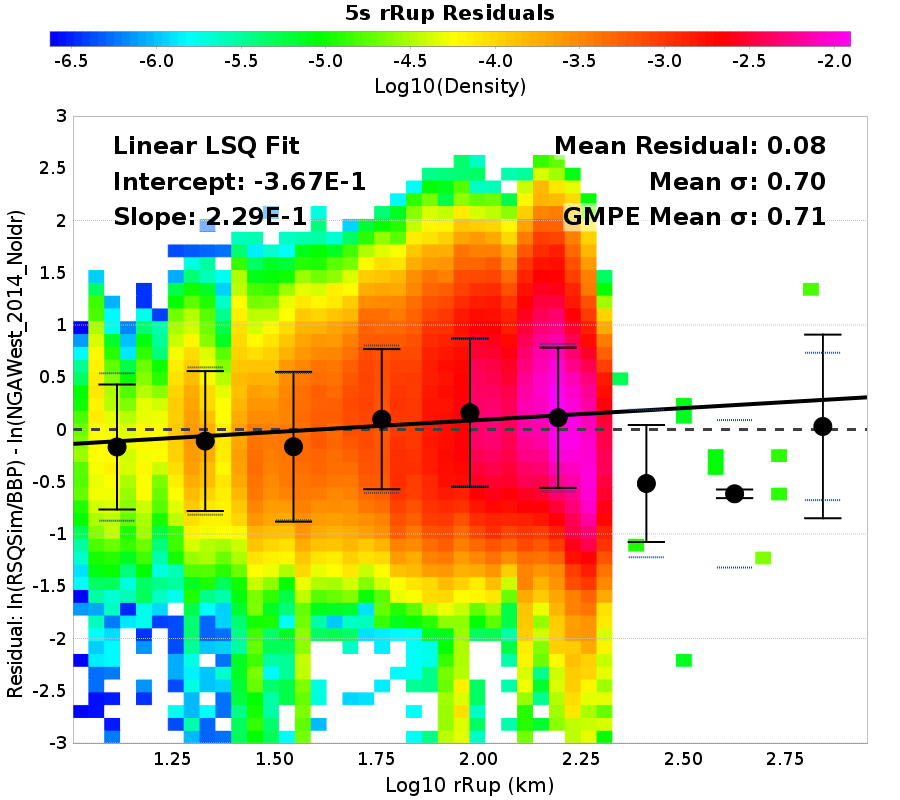 5s rRup Residuals
-6.5 -6.0 -5.5 -5.0 -4.5 -4.0 -3.5 -3.0 -2.5 -2.0
Log10(Density)
Linear LSQ Fit
Intercept: -3.67E-1
Slope: 2.29E-1
Mean Residual: 0.08
Mean σ: 0.70
GMPE Mean σ: 0.71
Residual: ln(RSQSim/BBP) - ln(NGAWest_2014_NoIdr)
3
2.5
2
1.5
1
0.5
0
-0.5
-1
-1.5
-2
-2.5
-3
1.25 1.50 1.75 2.00 2.25 2.50 2.75
Log10 rRup (km)